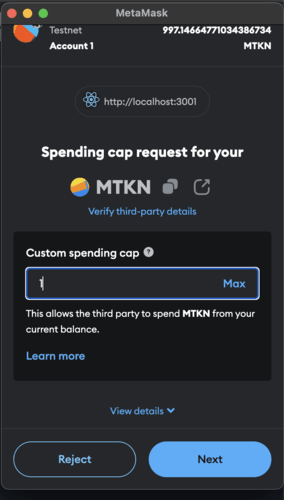 MetaMask
Testnet
997.14664771034386734
Account 1
MTKN
http://localhost:3001
Spending cap request for your
MTKN
Verify third-party details
Custom spending cap
1
Max
This allows the third party to spend MTKN from your
current balance.
Learn more
View details
Reject
Next